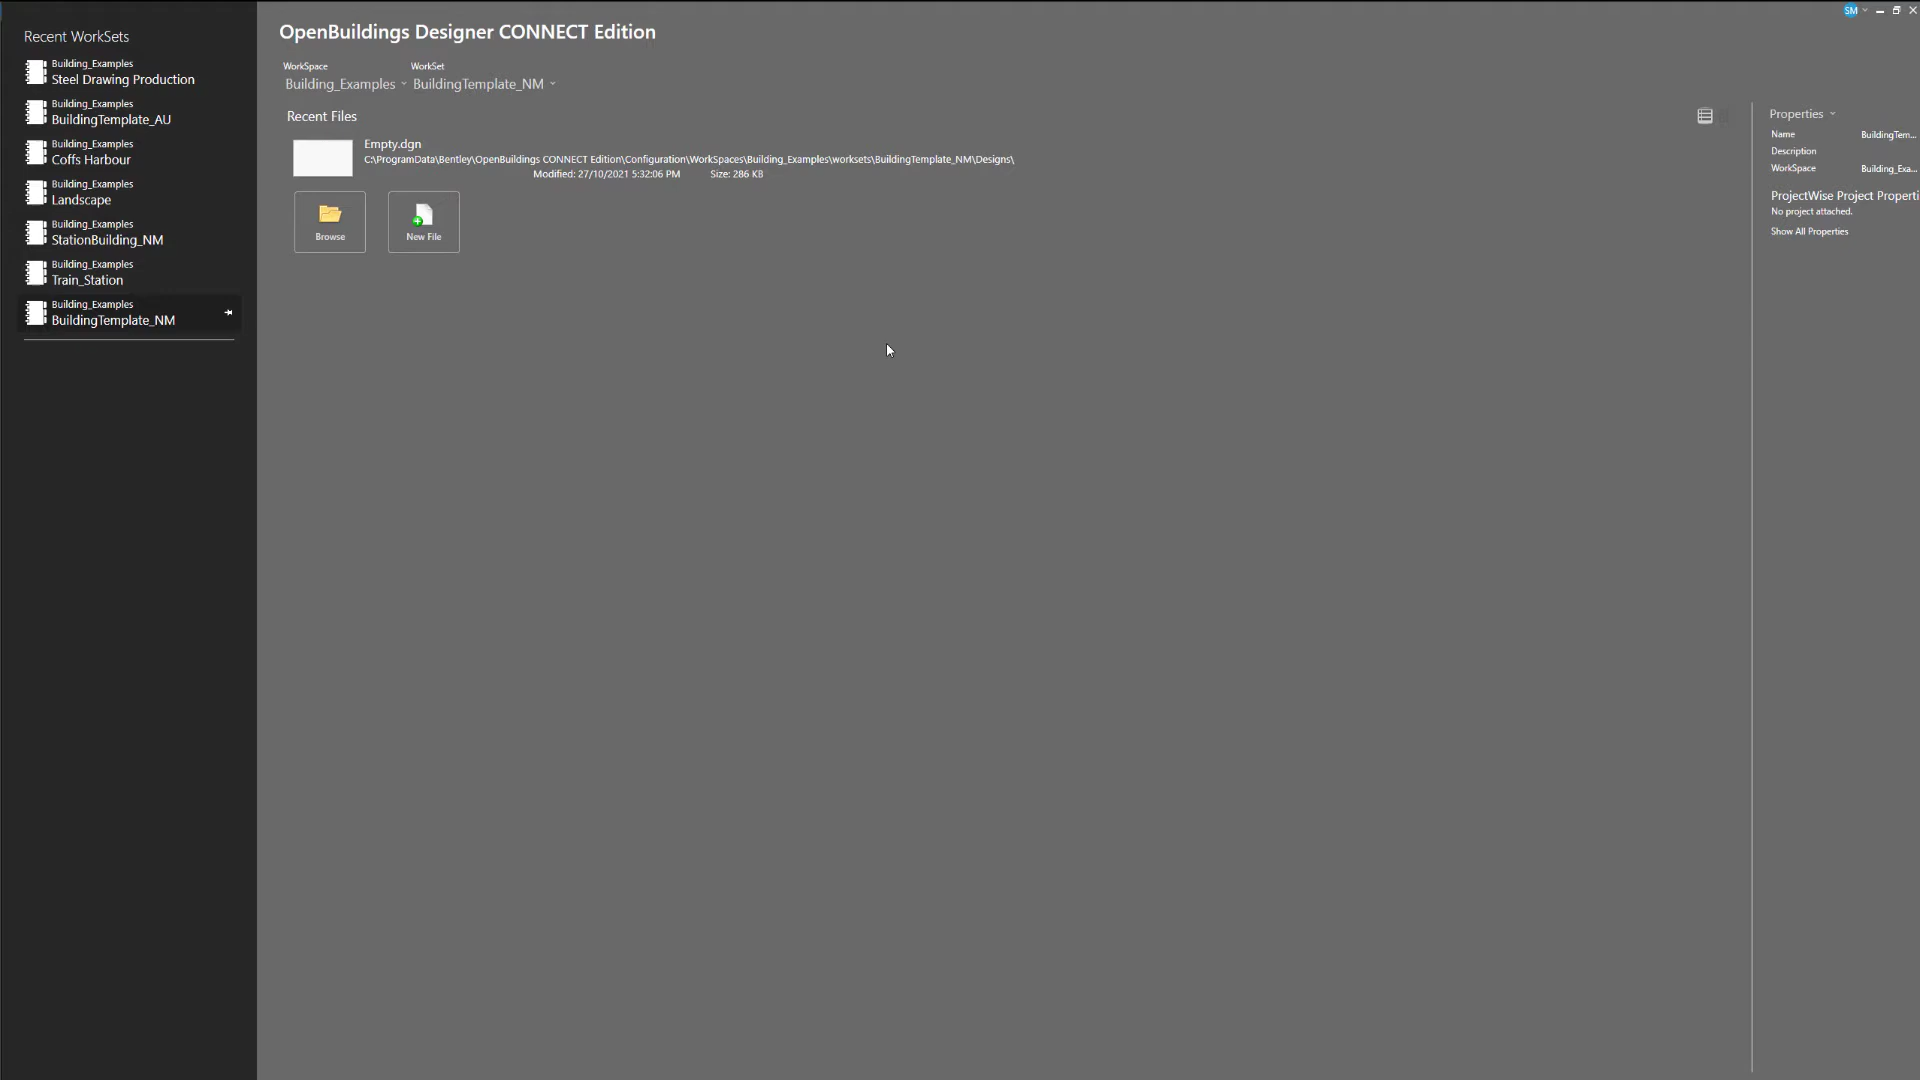 SM
Recent WorkSets
Building_Examples
Steel Drawing Production
Building_Examples
BuildingTemplate_AU
Building_Examples
Coffs Harbour
Building_Examples
Landscape
Building_Examples
StationBuilding_NM
Building_Examples
Train_Station
Building_Examples
BuildingTemplate_NM
OpenBuildings Designer CONNECT Edition
WorkSpace WorkSet
Building_Examples BuildingTemplate_NM
Recent Files
Empty.dgn
C:\ProgramData\Bentley\OpenBuildings CONNECT Edition\Configuration\WorkSpaces\Building_Examples\worksets\BuildingTemplate_NM\Designs\
Modified: 27/10/2021 5:32:06 PM Size: 286 KB
Browse
New File
Properties
Name BuildingTem...
Description
WorkSpace Building_Exa...
ProjectWise Project Properti
No project attached.
Show All Properties